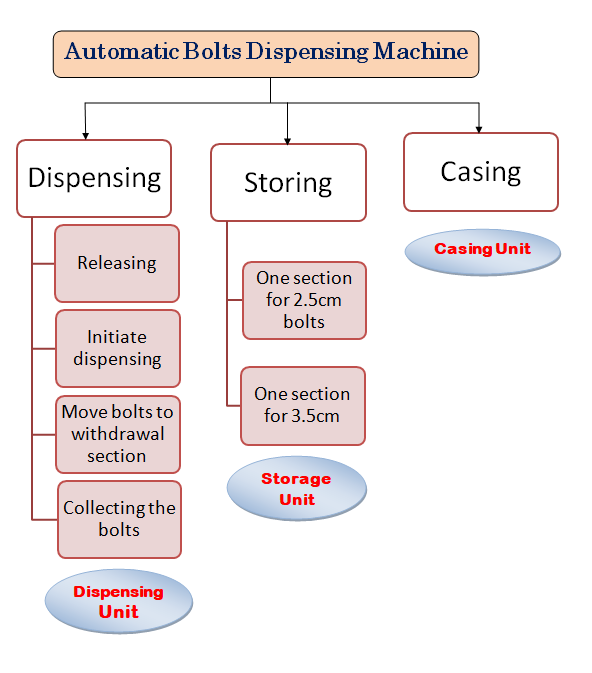 Automatic Bolts Dispensing Machine
Dispensing
Releasing
Initiate
dispensing
Move bolts to
withdrawal
section
Collecting the
bolts
Dispensing
Unit
Storing
One section
for 2.5cm
bolts
One section
for 3.5cm
Storage
Unit
Casing
Casing Unit